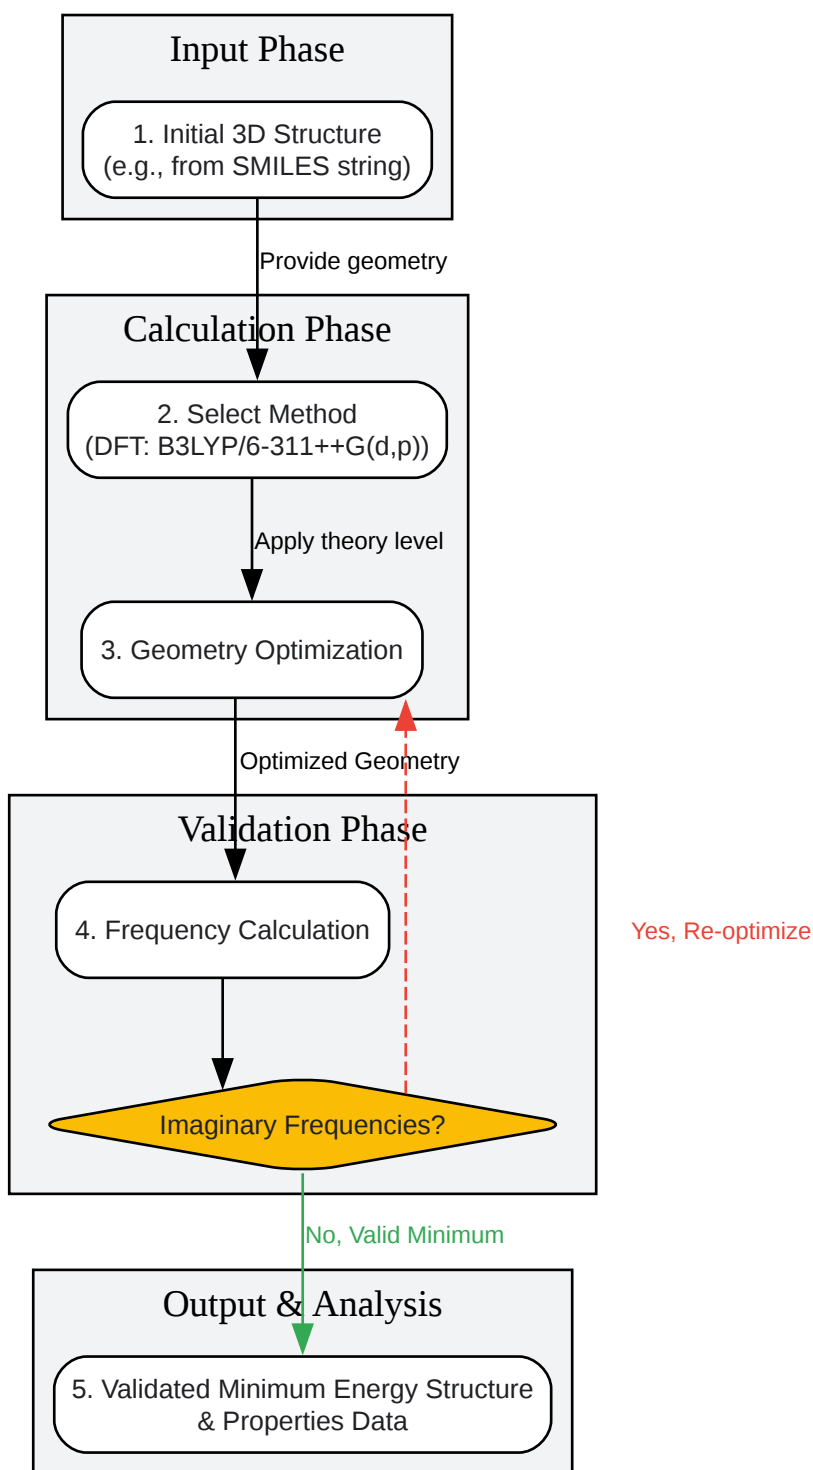 Input Phase
1. Initial 3D Structure
(e.g., from SMILES string)
Provide geometry
Calculation Phase
2. Select Method
(DFT: B3LYP/6-311++G(d,p))
Apply theory level
3. Geometry Optimization
Optimized Geometry
Validation Phase
4. Frequency Calculation
Yes, Re-optimize
Imaginary Frequencies?
No, Valid Minimum
Output & Analysis
5. Validated Minimum Energy Structure
& Properties Data